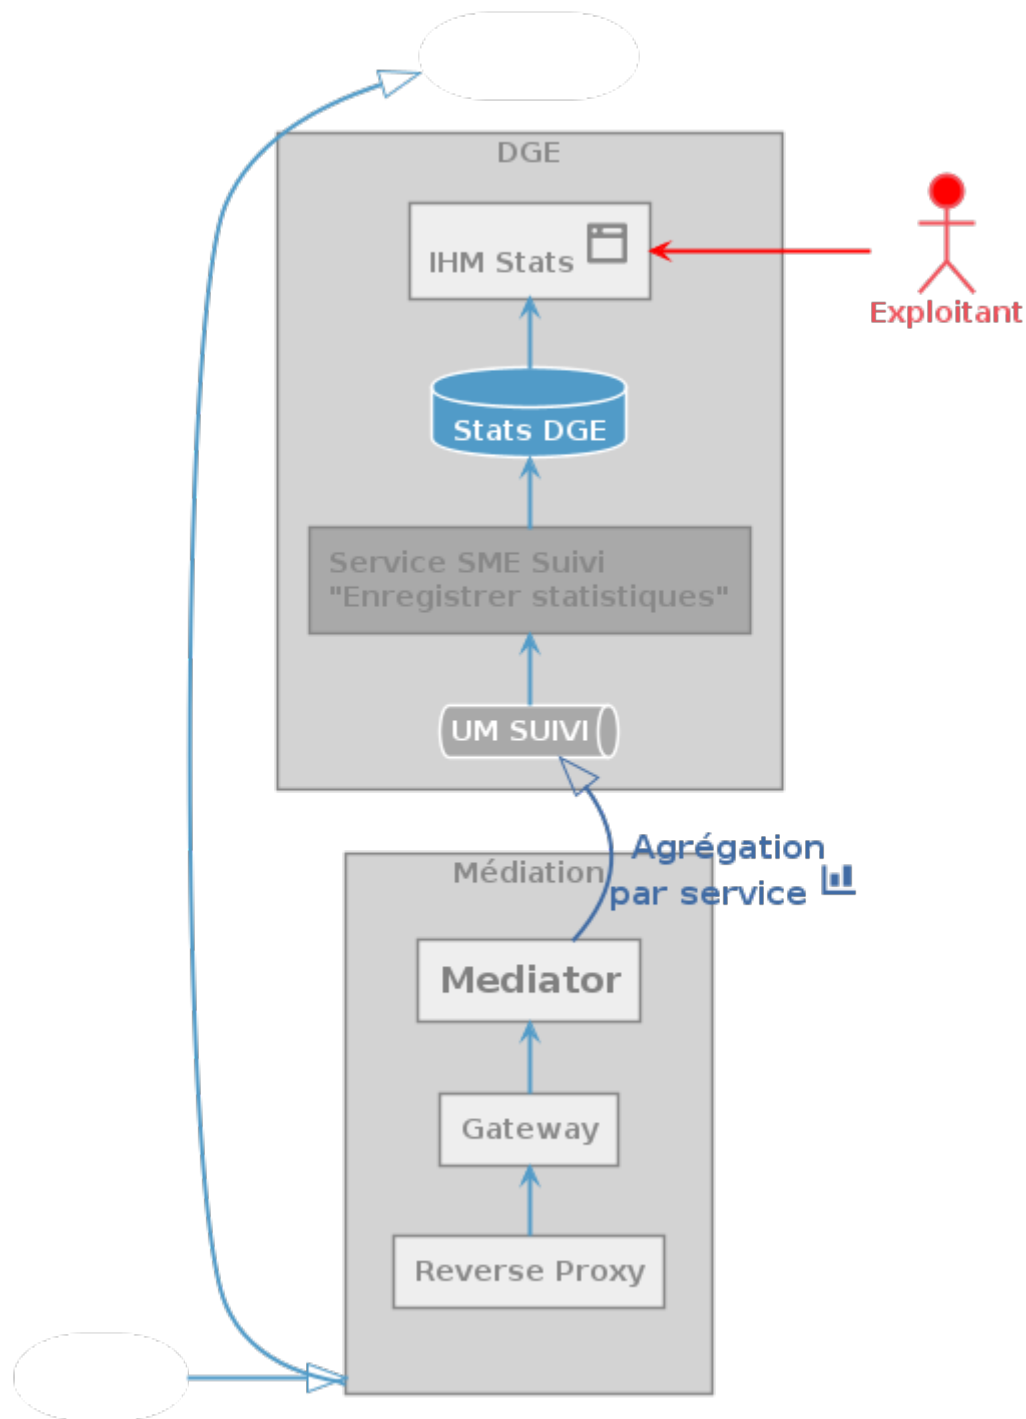 DGE
IHM Stats
Exploitant
Stats DGE
Service SME Suivi
"Enregistrer statistiques"
UM SUIVI
Agrégation
par service
Médiation
Mediator
Gateway
Reverse Proxy